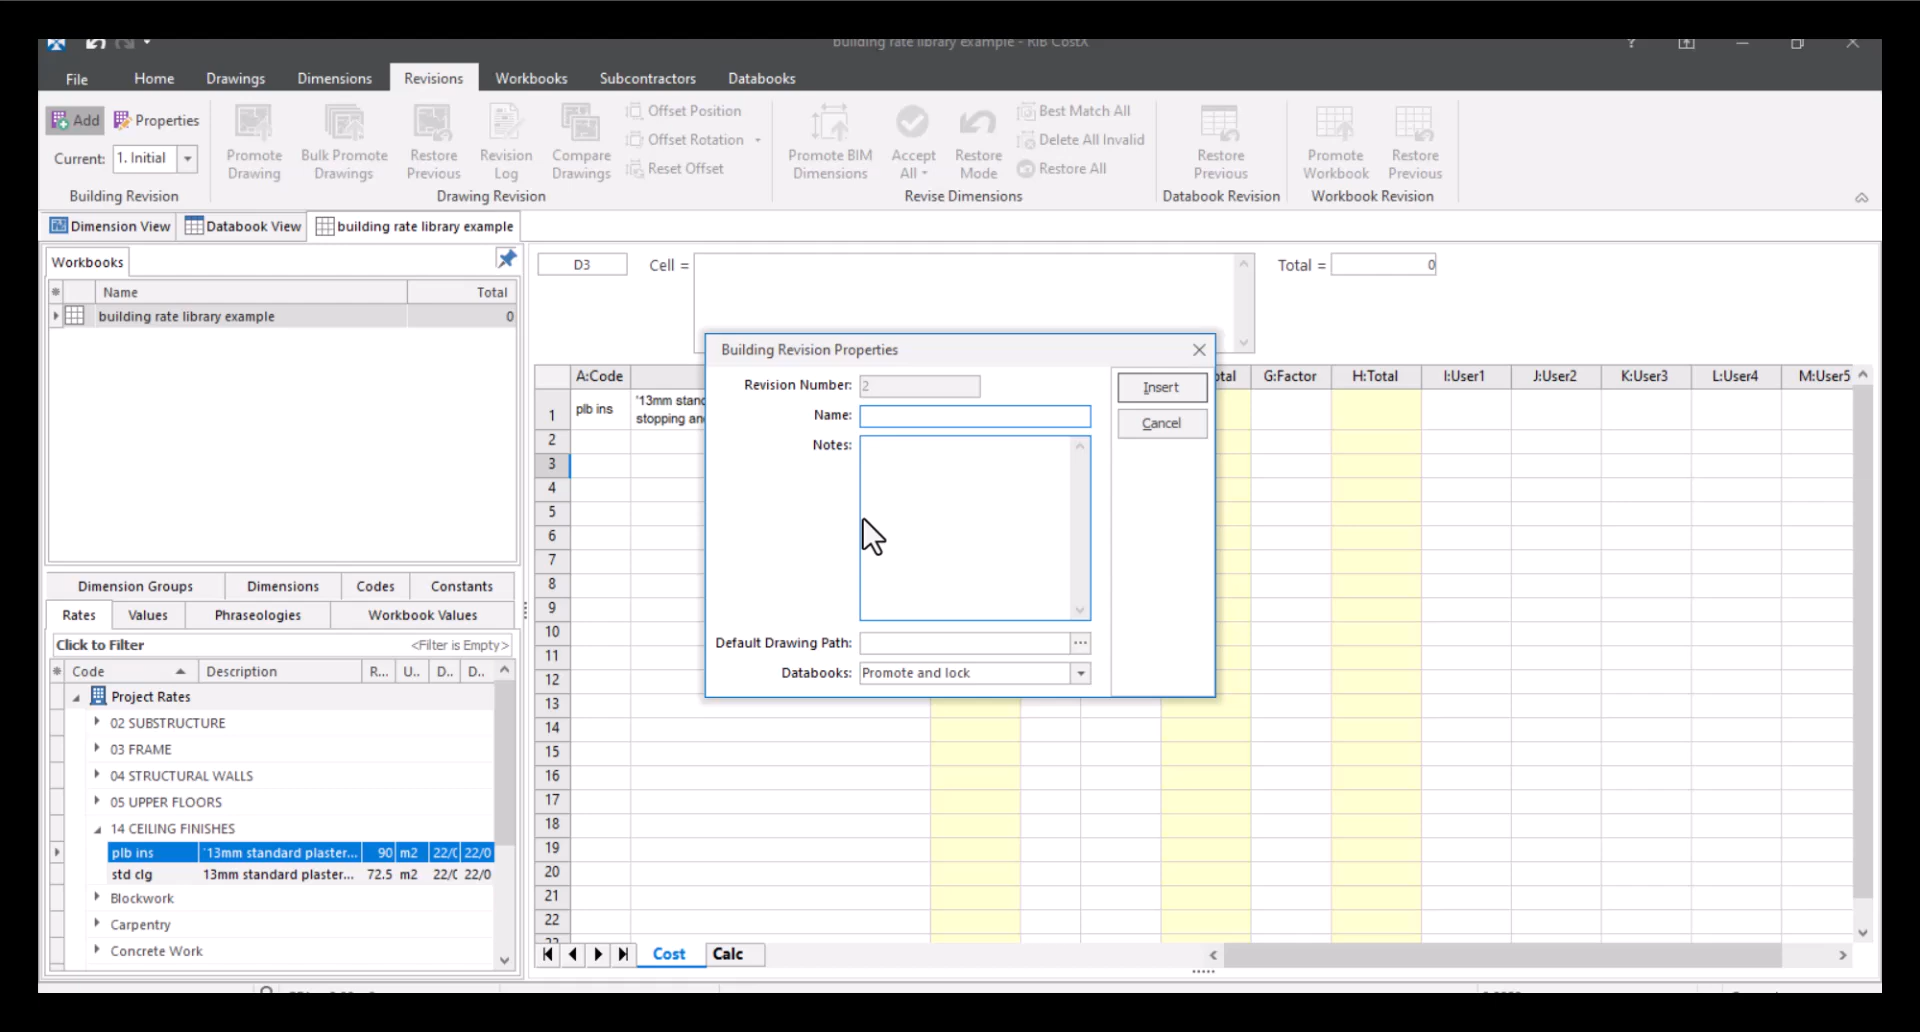 building rate library example - RIB CostX
?
File Home Drawings Dimensions Revisions Workbooks Subcontractors Databooks
Add Properties
Current: 1. Initial
Building Revision
Promote Drawing
Bulk Promote Drawings
Restore Previous
Revision Log
Compare Drawings
Offset Position
Offset Rotation
Reset Offset
Drawing Revision
Promote BIM Dimensions
Accept All
Restore Mode
Best Match All
Delete All Invalid
Restore All
Revise Dimensions
Restore Previous
Databook Revision
Promote Workbook
Restore Previous
Workbook Revision
Dimension View Databook View building rate library example
Workbooks
Name Total
building rate library example 0
D3 Cell = Total = 0
A:Code otal G:Factor H:Total I:User1 J:User2 K:User3 L:User4 M:User5
1 plb ins '13mm stand
stopping an
2
3
4
5
6
7
8
9
10
11
12
13
14
15
16
17
18
19
20
21
22
23
Building Revision Properties
Revision Number: 2
Name:
Notes:
Default Drawing Path: ...
Databooks: Promote and lock
Insert
Cancel
Dimension Groups Dimensions Codes Constants
Rates Values Phraseologies Workbook Values
Click to Filter <Filter is Empty>
Code Description R... U.. D.. D..
Project Rates
02 SUBSTRUCTURE
03 FRAME
04 STRUCTURAL WALLS
05 UPPER FLOORS
14 CEILING FINISHES
plb ins '13mm standard plaster... 90 m2 22/0 22/0
std clg 13mm standard plaster... 72.5 m2 22/0 22/0
Blockwork
Carpentry
Concrete Work
Cost Calc